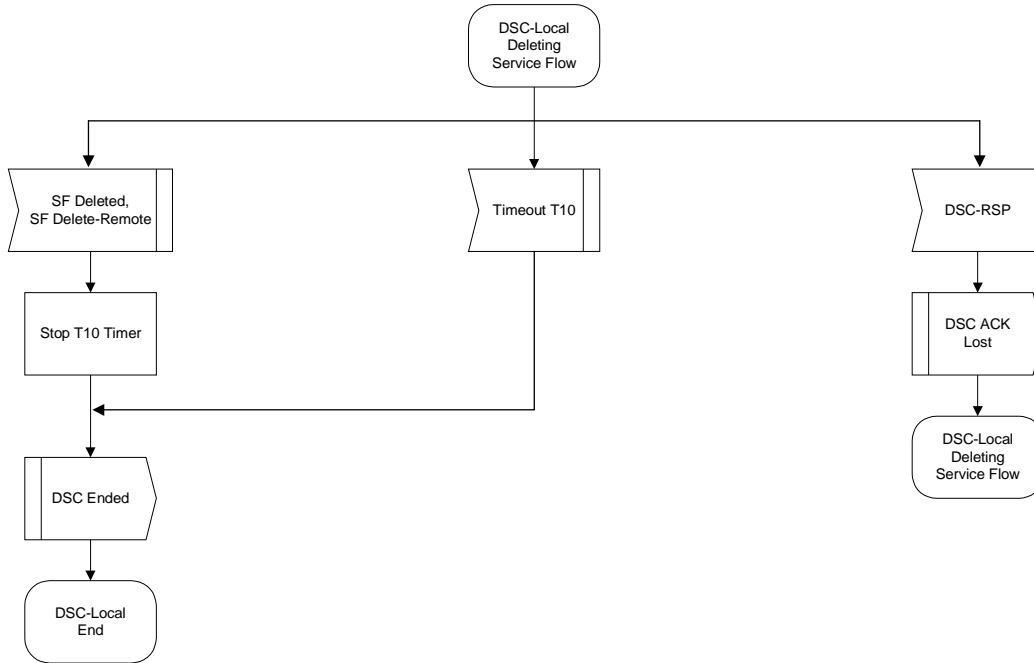 DSC-Local
Deleting
Service Flow
SF Deleted,
SF Delete-Remote
Timeout T10
DSC-RSP
Stop T10 Timer
DSC ACK
Lost
DSC-Local
Deleting
Service Flow
DSC Ended
DSC-Local
End